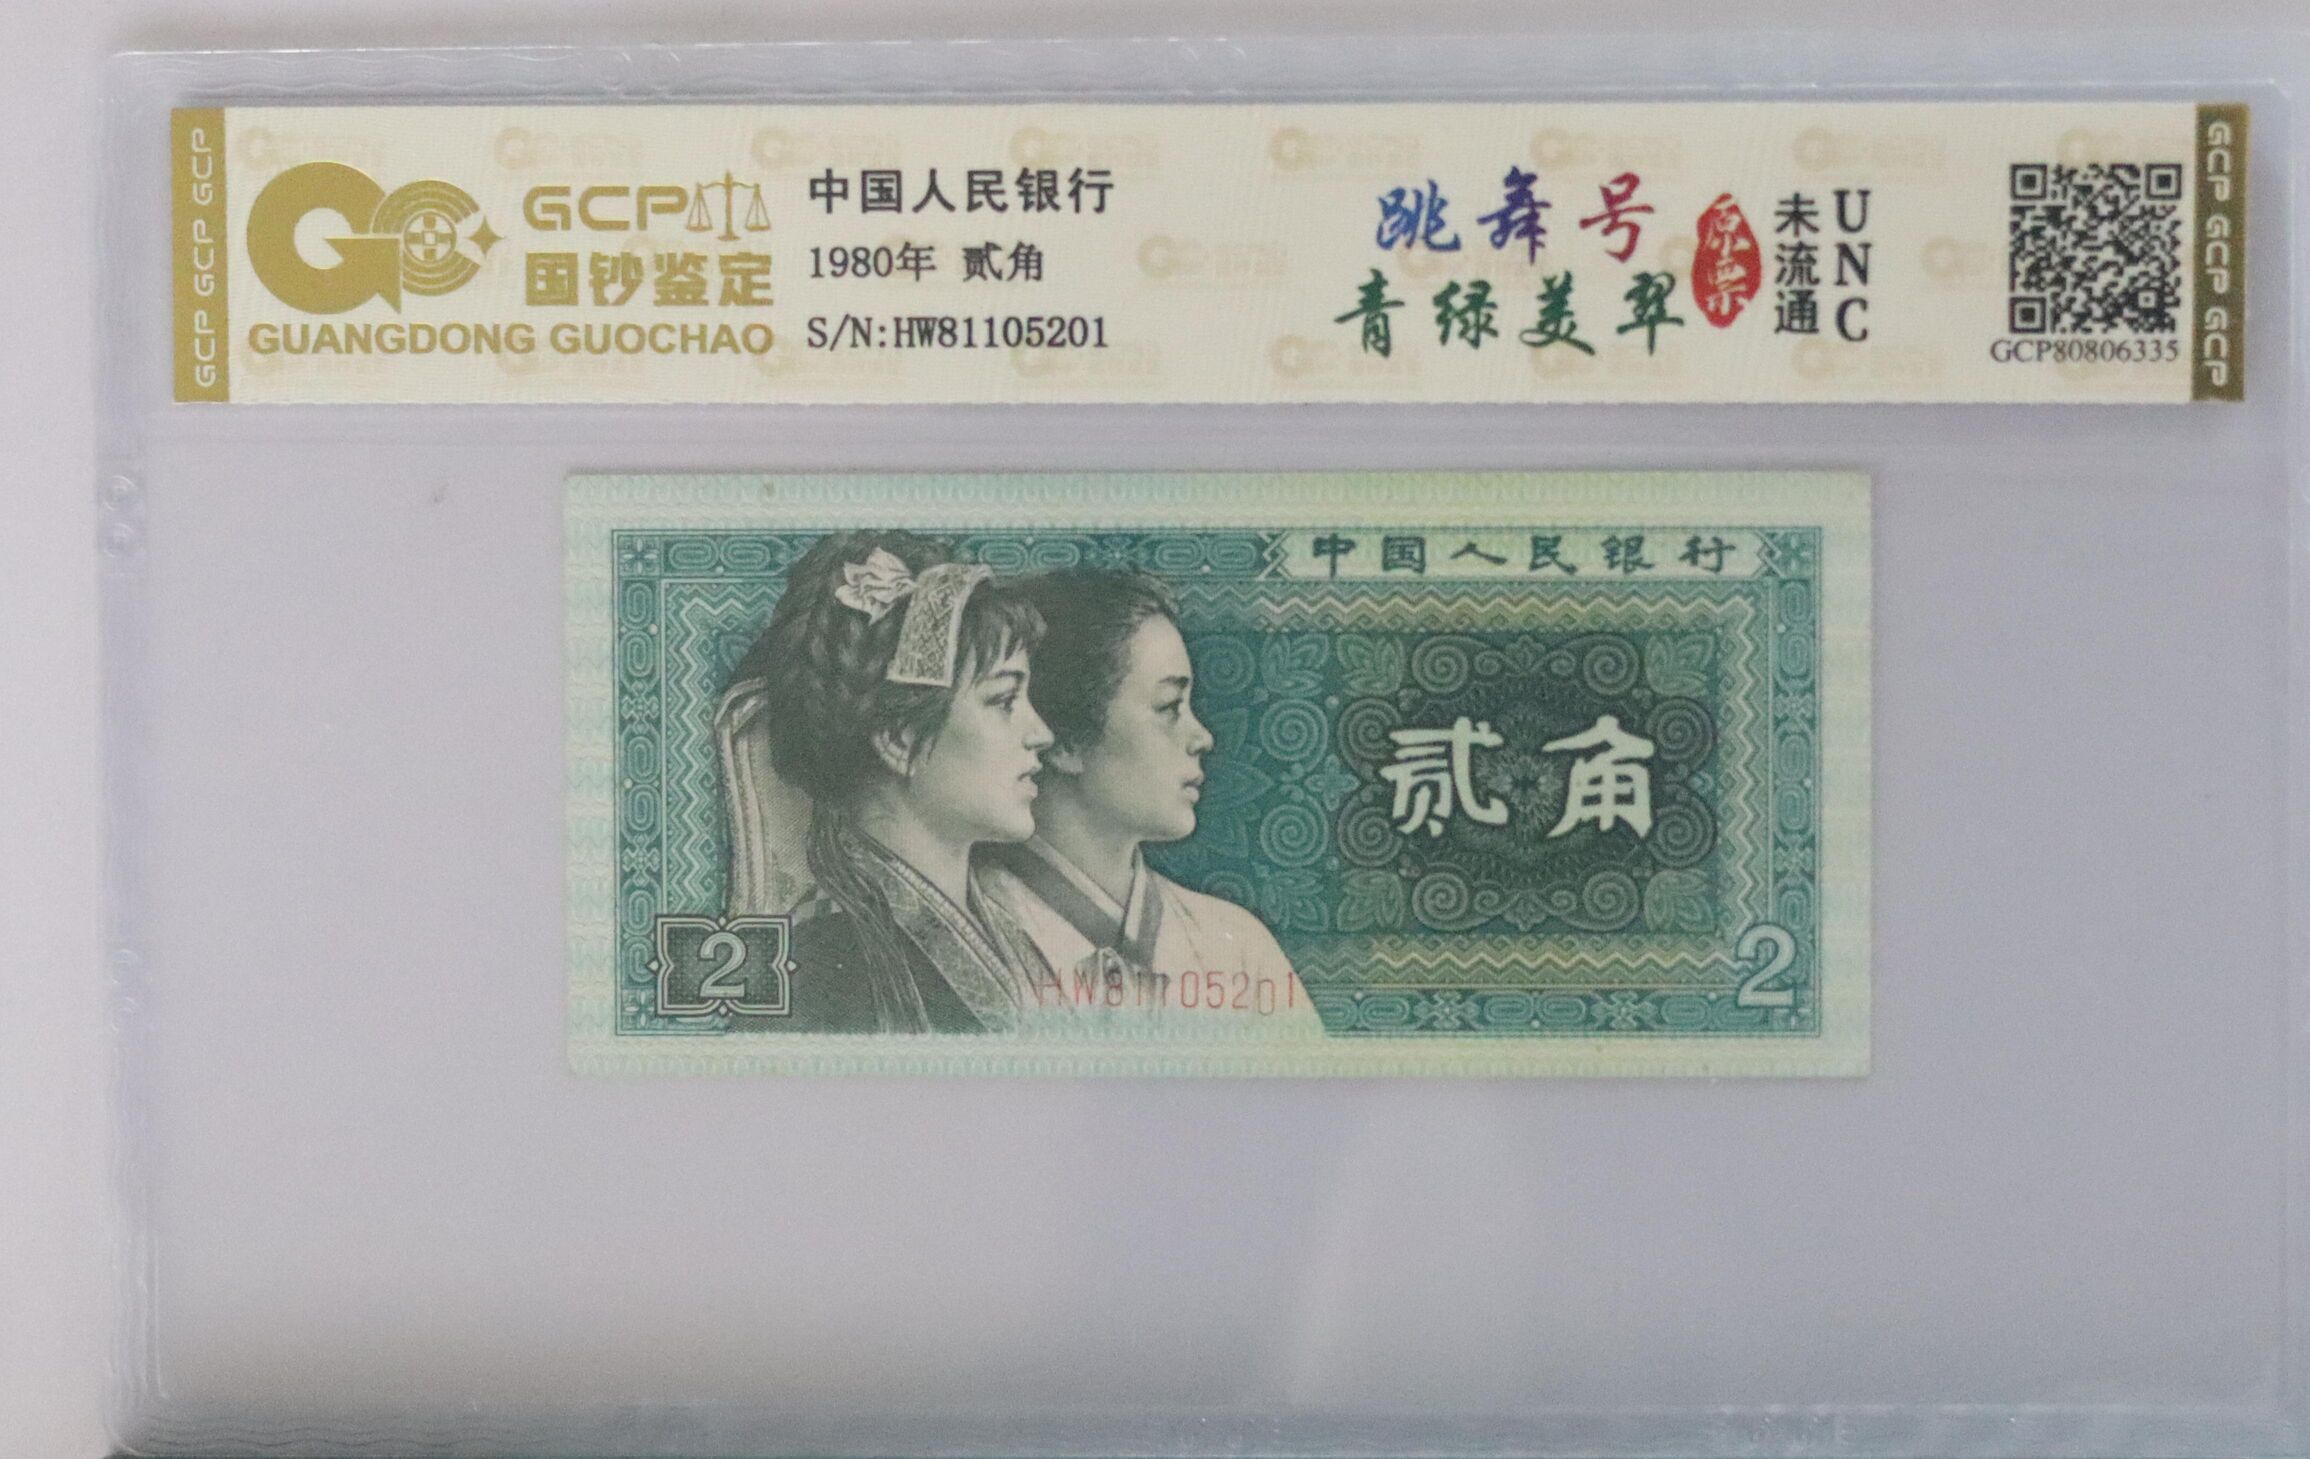 GCP GCP GCP
GCP
国钞鉴定
GUANGDONG GUOCHAO
中国人民银行
1980年 贰角
S/N:HW81105201
跳舞号
青绿美翠
原票
未流通
UNC
GCP80806335
GCP GCP GCP
中国人民银行
贰角
2
HW81105201
2